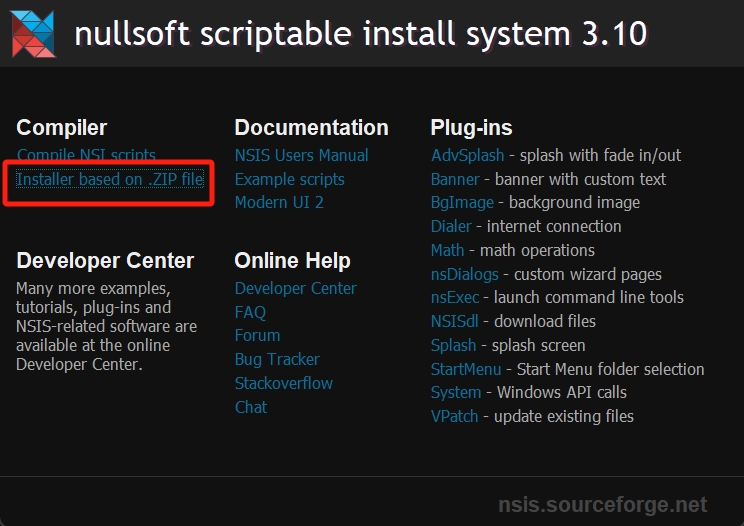 nullsoft scriptable install system 3.10
Compiler
Compile NSI scripts
Installer based on .ZIP file
Developer Center
Many more examples,
tutorials, plug-ins and
NSIS-related software are
available at the online
Developer Center.
Documentation
NSIS Users Manual
Example scripts
Modern UI 2
Online Help
Developer Center
FAQ
Forum
Bug Tracker
Stackoverflow
Chat
Plug-ins
AdvSplash - splash with fade in/out
Banner - banner with custom text
BgImage - background image
Dialer - internet connection
Math - math operations
nsDialogs - custom wizard pages
nsExec - launch command line tools
NSISdl - download files
Splash - splash screen
StartMenu - Start Menu folder selection
System - Windows API calls
VPatch - update existing files
nsis.sourceforge.net